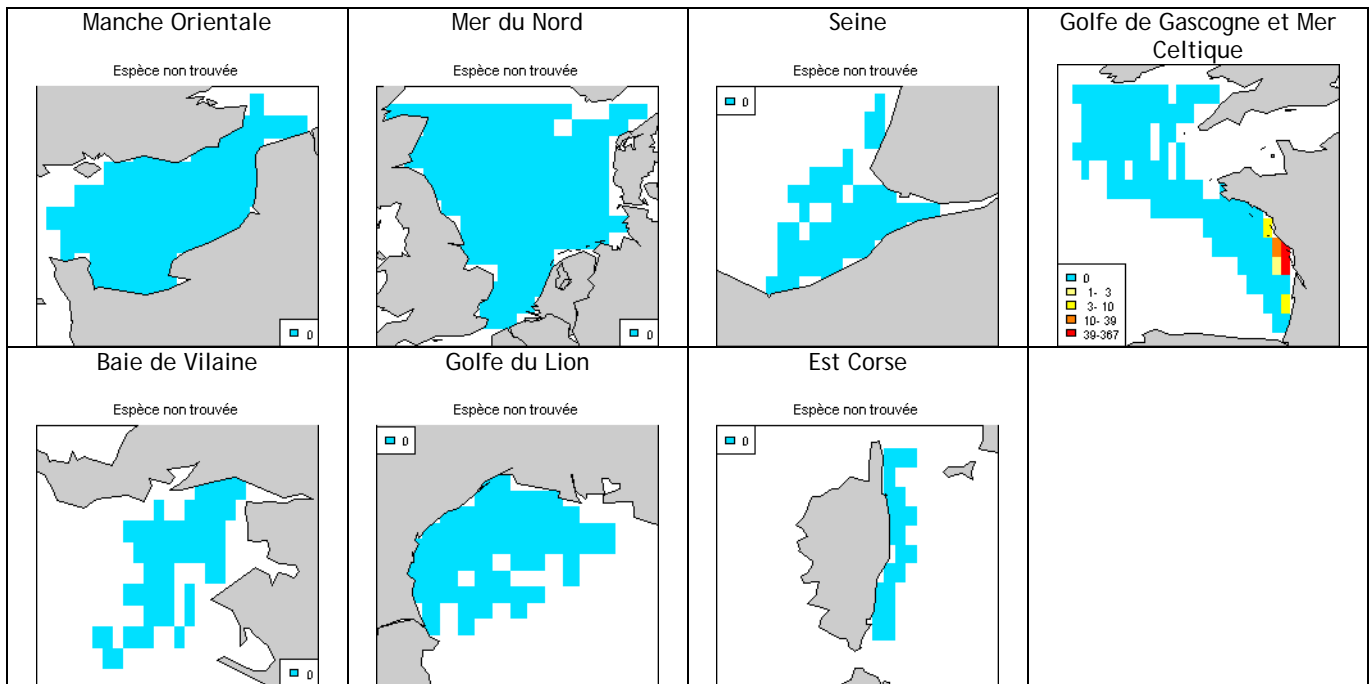 Manche Orientale
Espèce non trouvée
0
Mer du Nord
Espèce non trouvée
0
Seine
Espèce non trouvée
0
Golfe de Gascogne et Mer
Celtique
0
1- 3
3- 10
10- 39
39-367
Baie de Vilaine
Espèce non trouvée
0
Golfe du Lion
Espèce non trouvée
0
Est Corse
Espèce non trouvée
0